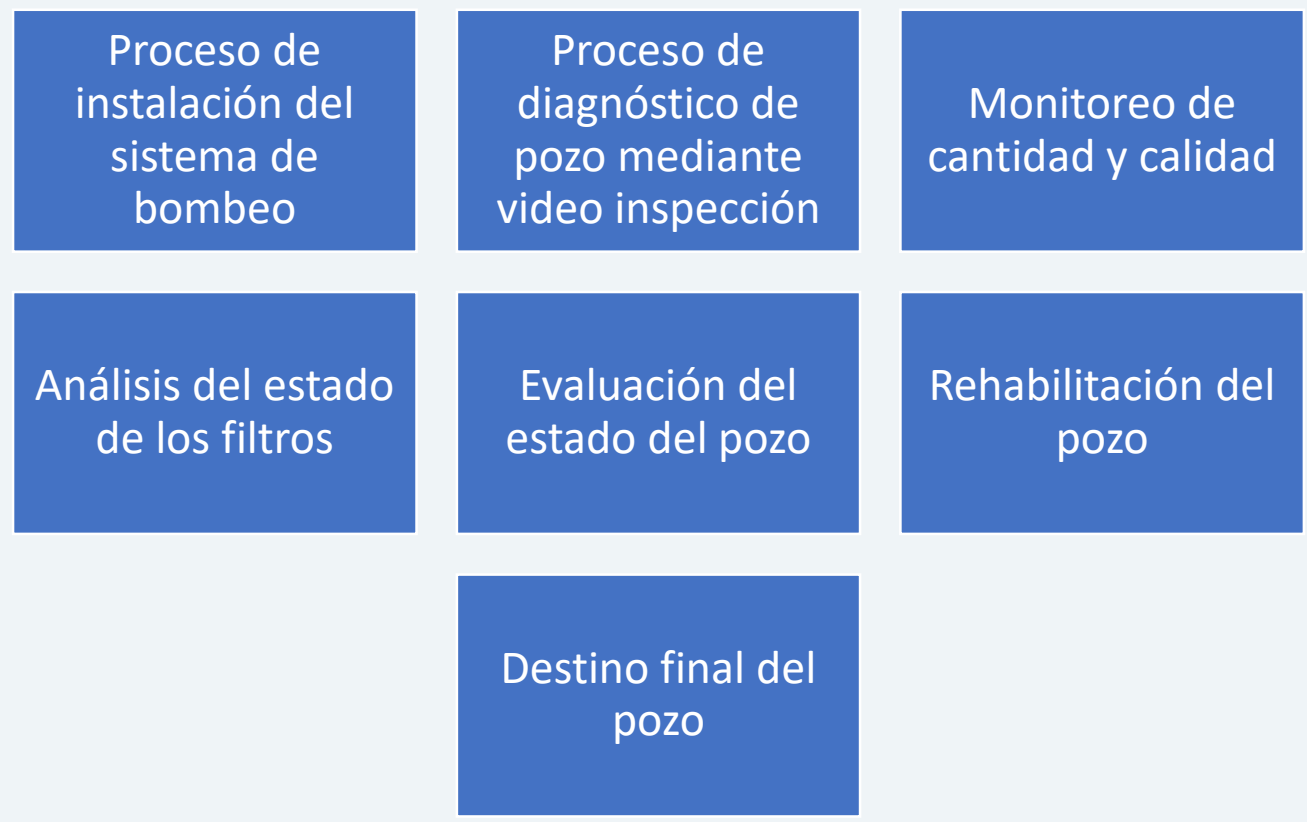 Proceso de
instalación del
sistema de
bombeo
Proceso de
diagnóstico de
pozo mediante
video inspección
Monitoreo de
cantidad y calidad
Análisis del estado
de los filtros
Evaluación del
estado del pozo
Rehabilitación del
pozo
Destino final del
pozo